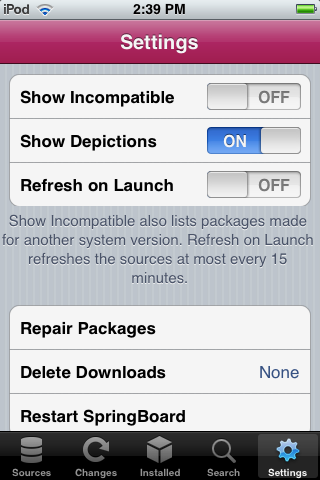 iPod 2:39 PM
Settings
Show Incompatible OFF
Show Depictions ON
Refresh on Launch OFF
Show Incompatible also lists packages made
for another system version. Refresh on Launch
refreshes the sources at most every 15
minutes.
Repair Packages
Delete Downloads None
Restart SpringBoard
Sources Changes Installed Search Settings